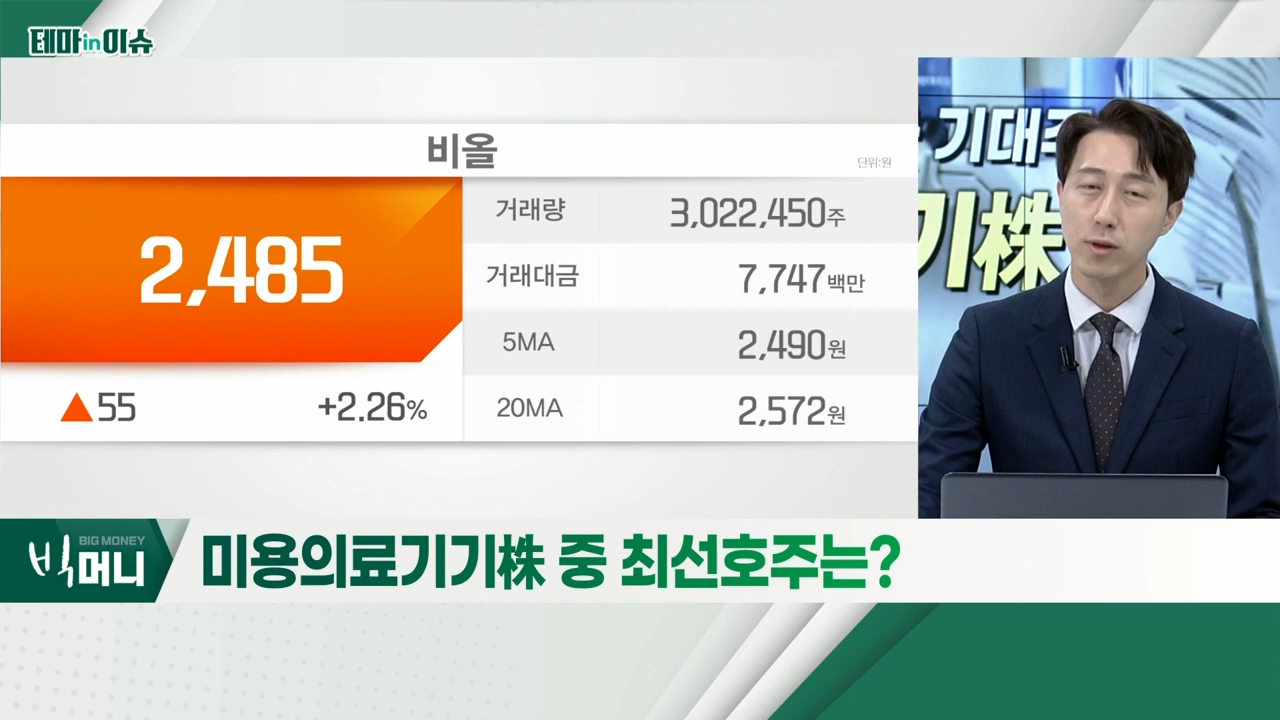 테마in이슈
비올
단위:원
2,485
▲55
+2.26%
거래량 3,022,450주
거래대금 7,747백만
5MA 2,490원
20MA 2,572원
기대주
기株
BIG MONEY
빅머니
미용의료기기株 중 최선호주는?